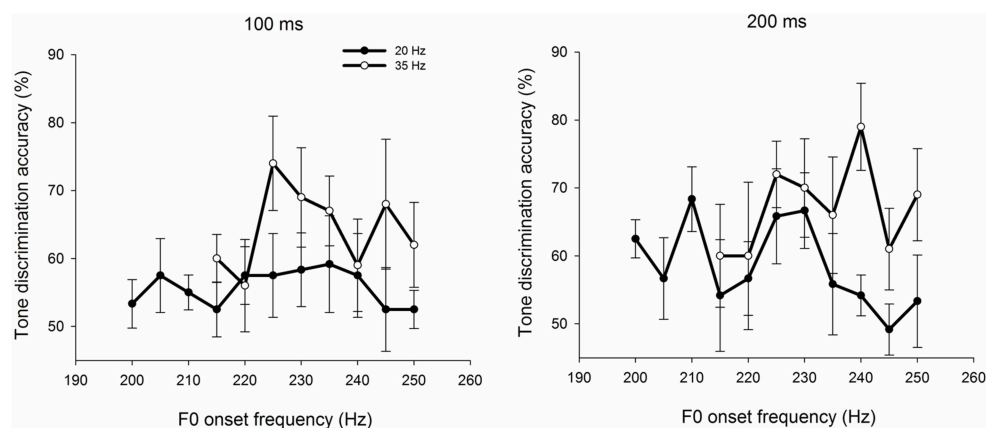 100 ms
20 Hz
35 Hz
Tone discrimination accuracy (%)
90
80
70
60
50
190 200 210 220 230 240 250 260
F0 onset frequency (Hz)
200 ms
Tone discrimination accuracy (%)
90
80
70
60
50
190 200 210 220 230 240 250 260
F0 onset frequency (Hz)